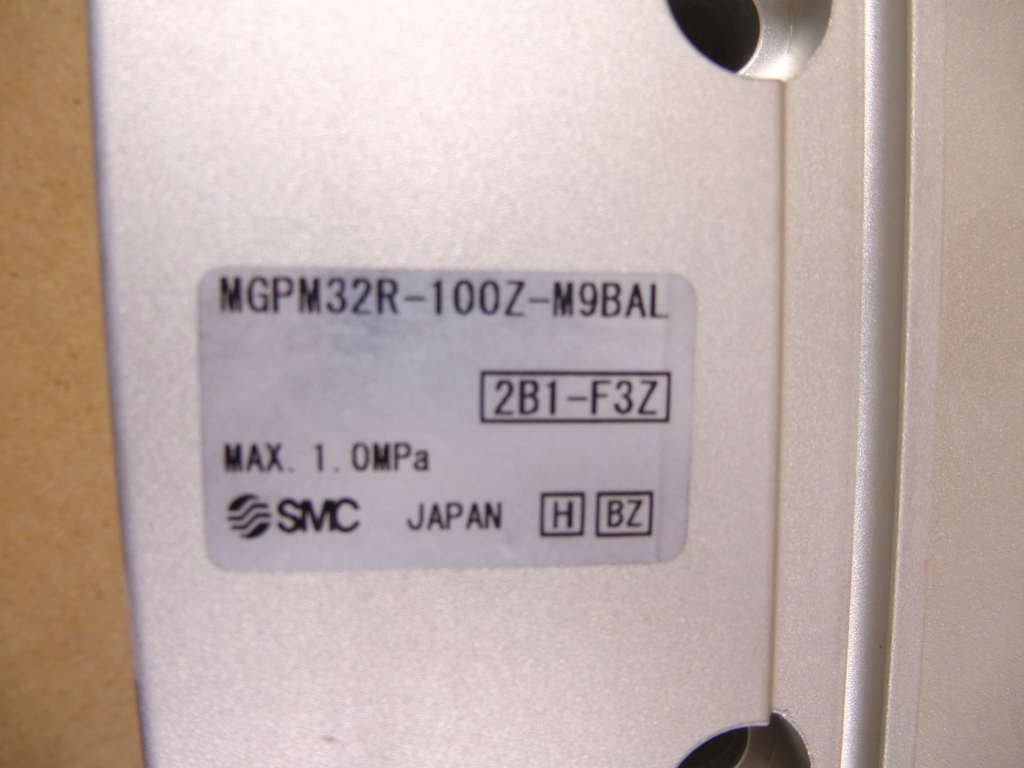 MGPM32R-100Z-M9BAL
2B1-F3Z
MAX. 1.0MPa
SMC JAPAN H BZ